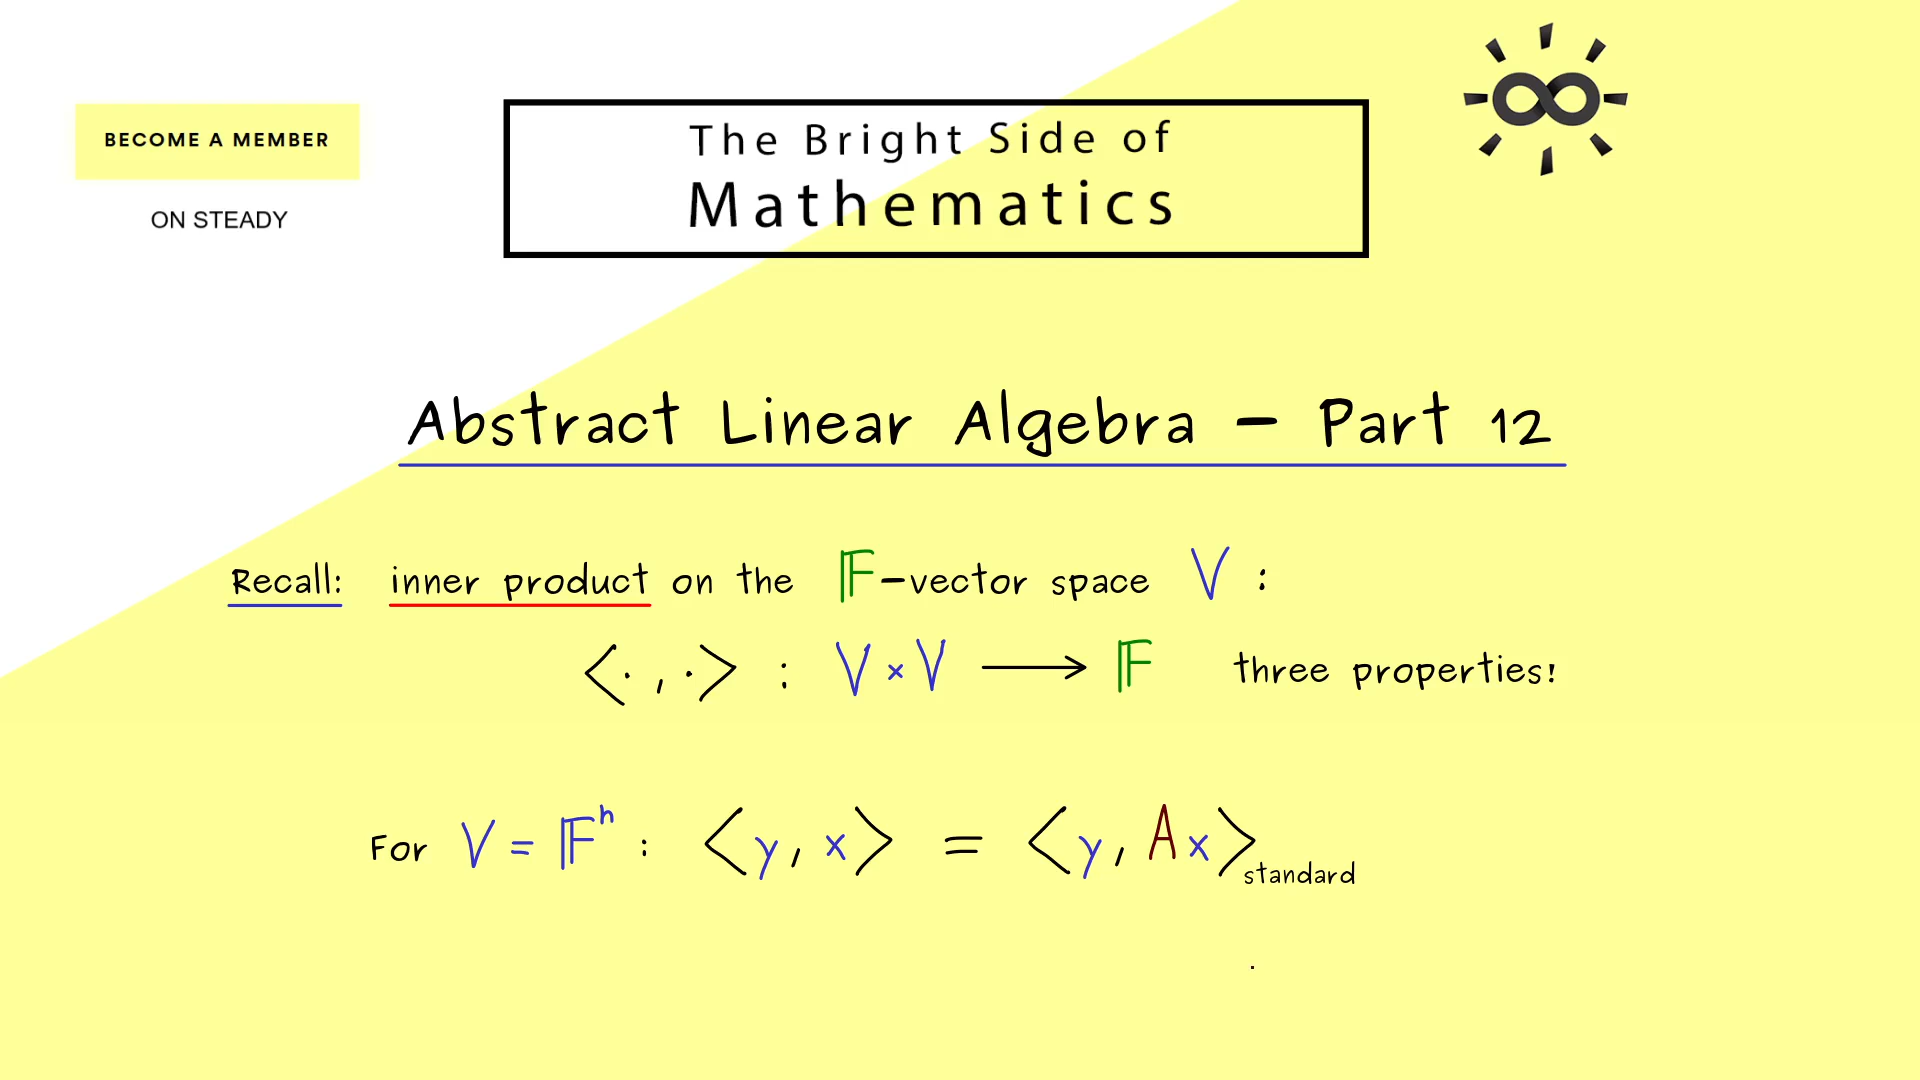 BECOME A MEMBER
ON STEADY
The Bright Side of
Mathematics
Abstract Linear Algebra – Part 12
Recall: inner product on the 𝔽-vector space V :
<· , ·> : V × V ⟶ 𝔽 three properties!
For V = 𝔽ⁿ : <y, x> = <y, Ax>standard